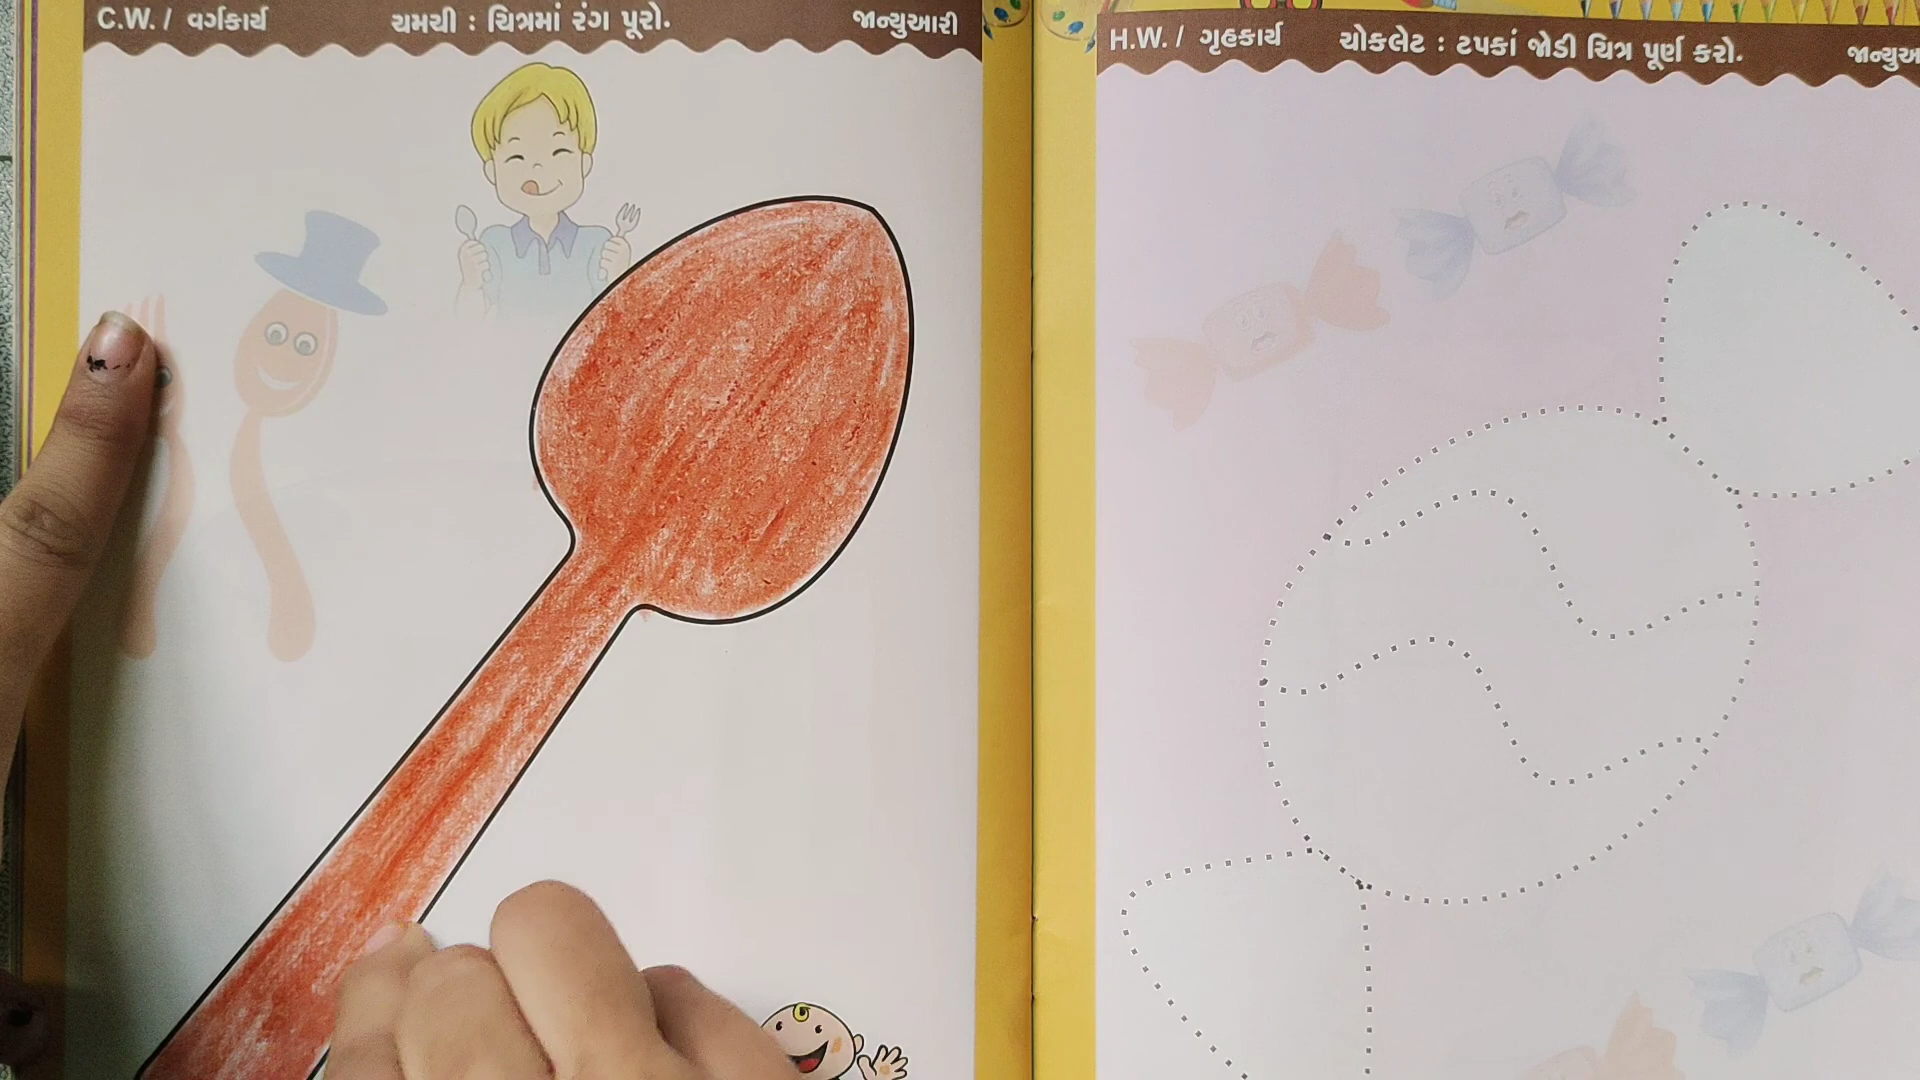 C.W. / વર્ગકાર્ય ચમચી : ચિત્રમાં રંગ પૂરો. જાન્યુઆરી
H.W. / ગૃહકાર્ય ચોકલેટ : ટપકાં જોડી ચિત્ર પૂર્ણ કરો.